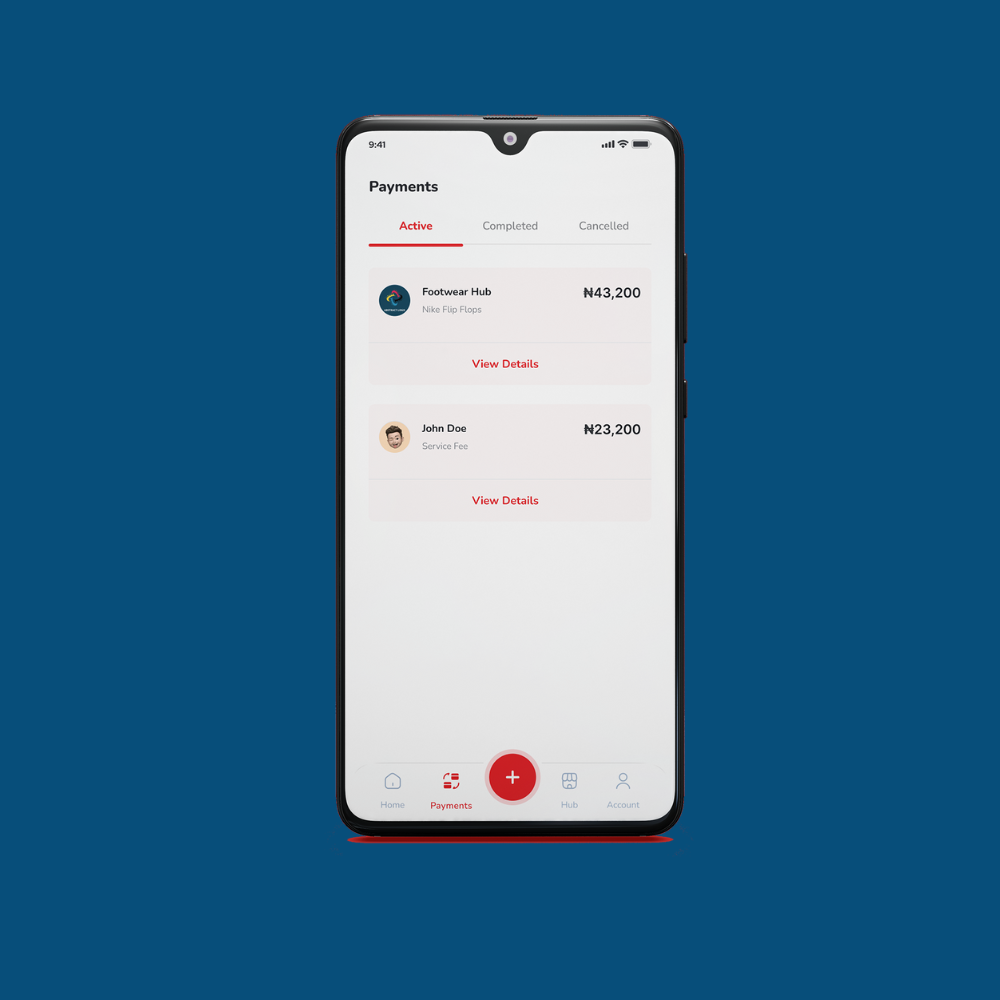 9:41
Payments
Active Completed Cancelled
Footwear Hub ₦43,200
Nike Flip Flops
View Details
John Doe ₦23,200
Service Fee
View Details
Home Payments Hub Account